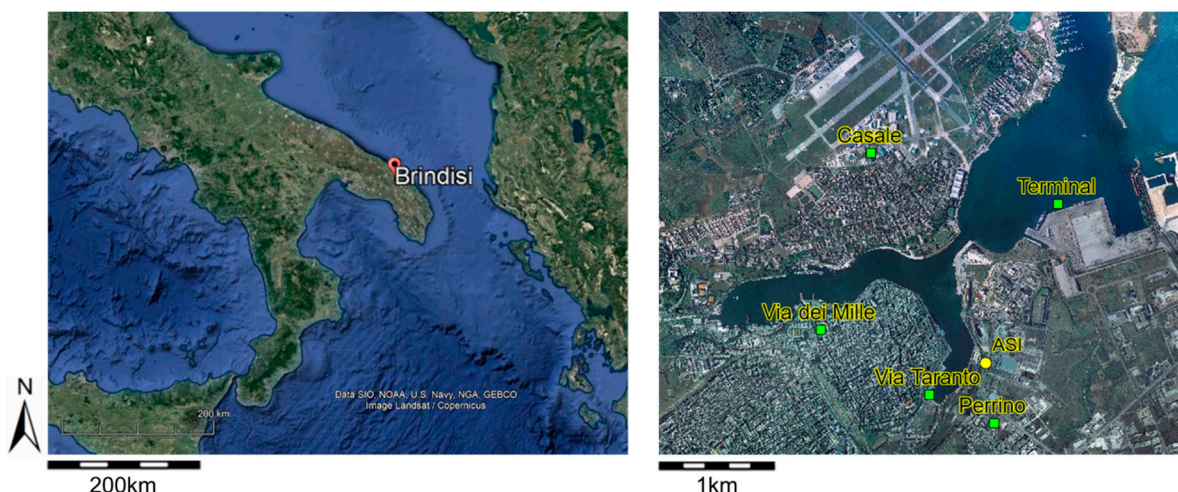 Brindisi
Data SIO, NOAA, U.S. Navy, NGA, GEBCO
Image Landsat / Copernicus
200 km
N
200km
Casale
Terminal
Via dei Mille
ASI
Via Taranto
Perrino
1km